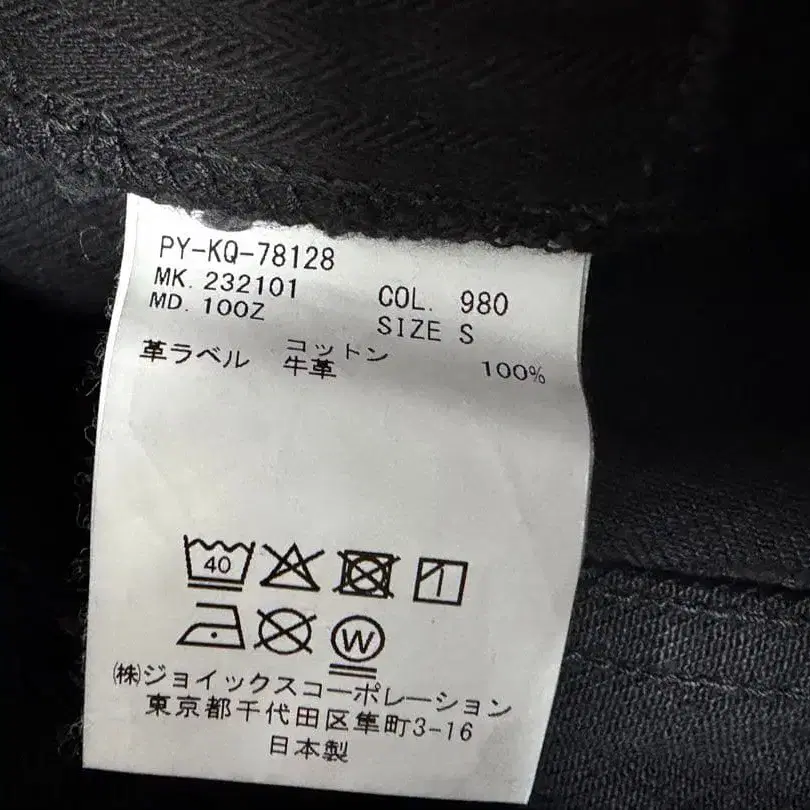 PY-KQ-78128
MK. 232101
MD. 100Z
COL. 980
SIZE S
コットン 100%
革ラベル 牛革
40
W
㈱ジョイックスコーポレーション
東京都千代田区隼町3-16
日本製